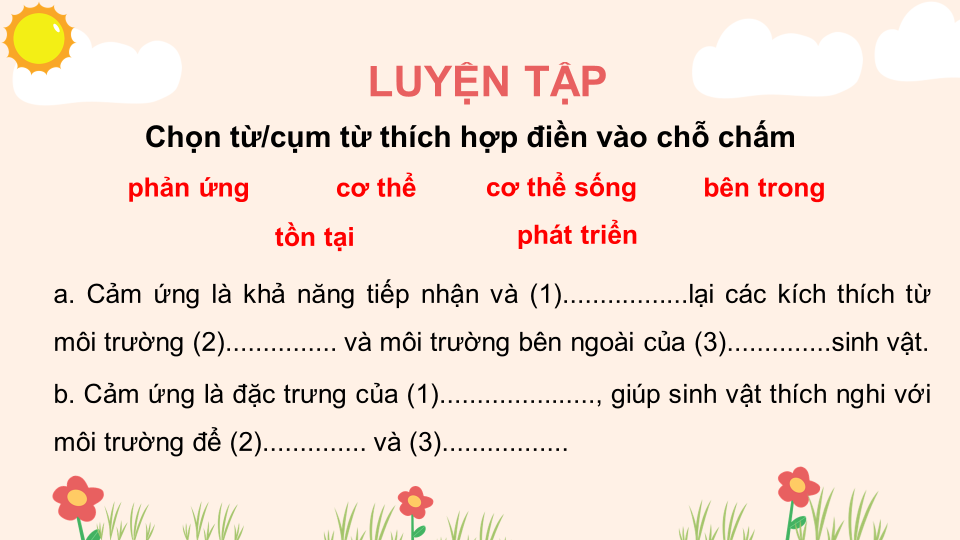 LUYỆN TẬP
Chọn từ/cụm từ thích hợp điền vào chỗ chấm
phản ứng cơ thể cơ thể sống bên trong
tồn tại phát triển
a. Cảm ứng là khả năng tiếp nhận và (1).................lại các kích thích từ
môi trường (2)............... và môi trường bên ngoài của (3)..............sinh vật.
b. Cảm ứng là đặc trưng của (1)....................., giúp sinh vật thích nghi với
môi trường để (2).............. và (3).................